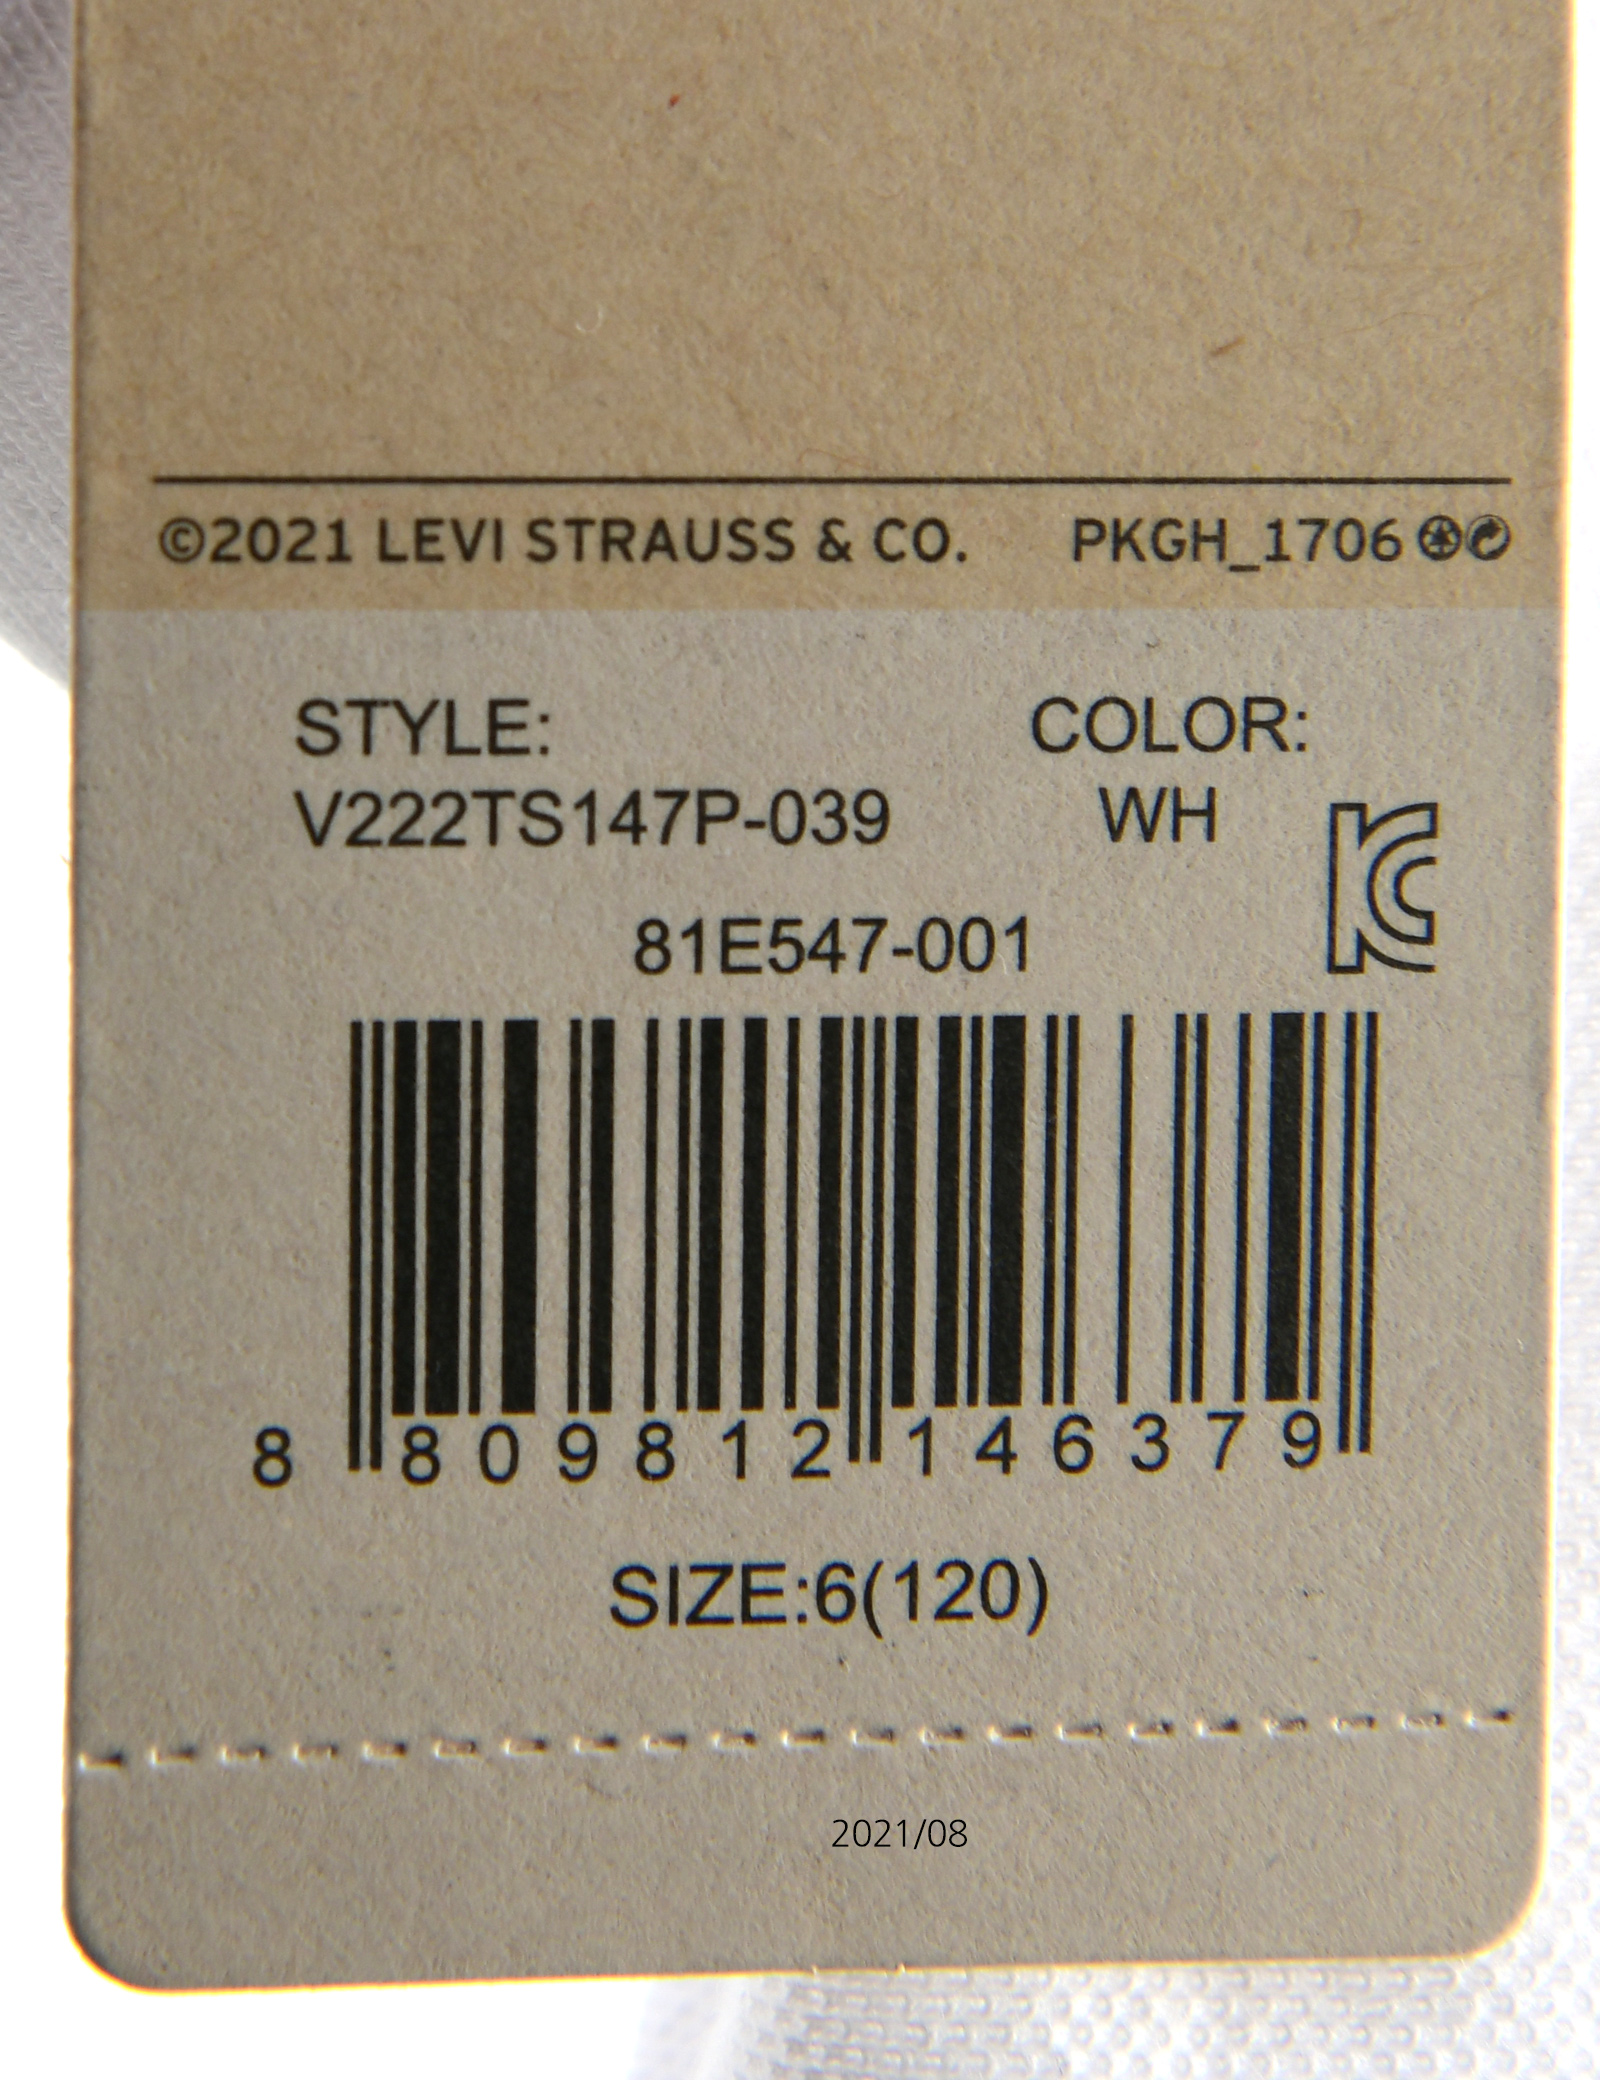 ©2021 LEVI STRAUSS & CO. PKGH_1706
STYLE: COLOR:
V222TS147P-039 WH
81E547-001
8 809812 146379
SIZE:6(120)
2021/08